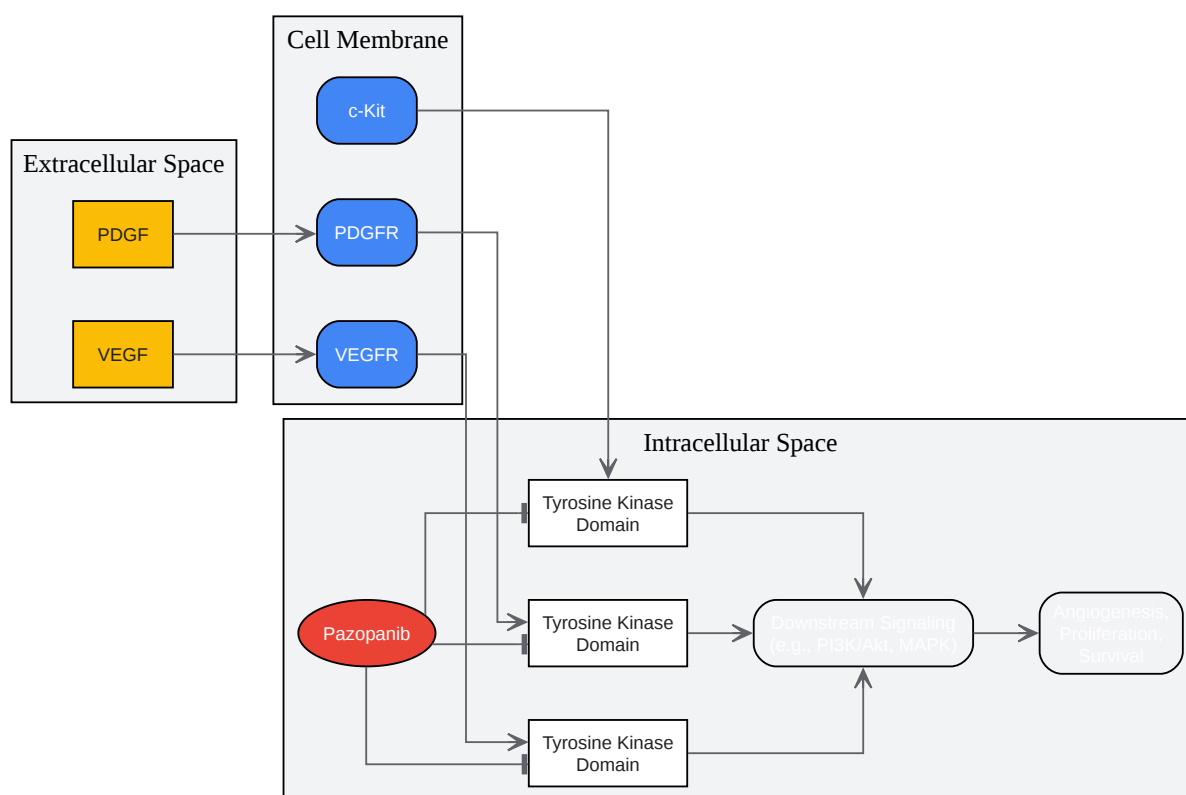 Cell Membrane
c-Kit
Extracellular Space
PDGF
PDGFR
VEGF
VEGFR
Intracellular Space
Tyrosine Kinase
Domain
Pazopanib
Tyrosine Kinase
Domain
Downstream Signaling
(e.g., PI3K/Akt, MAPK)
Angiogenesis,
Proliferation,
Survival
Tyrosine Kinase
Domain